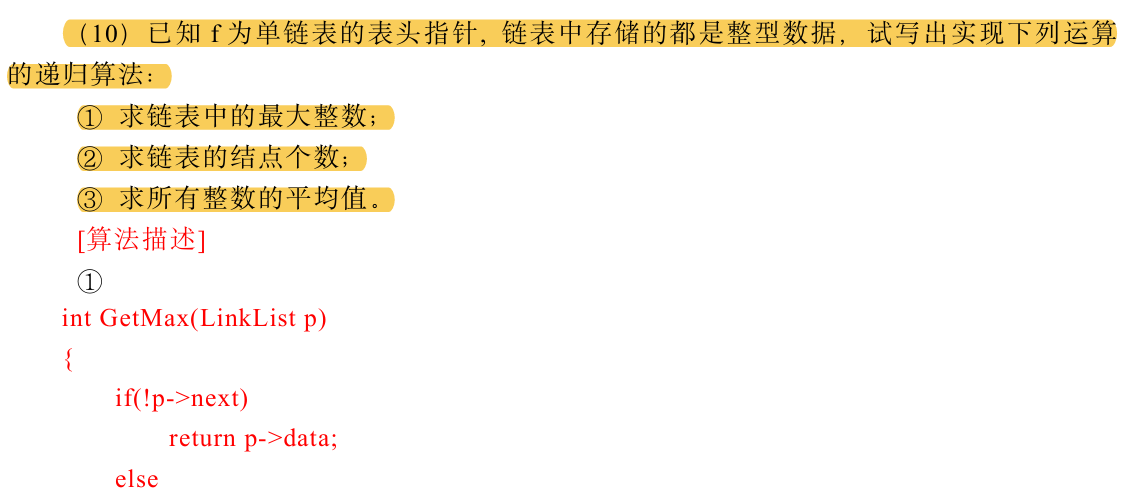 （10）已知 f 为单链表的表头指针, 链表中存储的都是整型数据，试写出实现下列运算
的递归算法：
① 求链表中的最大整数；
② 求链表的结点个数；
③ 求所有整数的平均值。
[算法描述]
①
int GetMax(LinkList p)
{
if(!p->next)
return p->data;
else